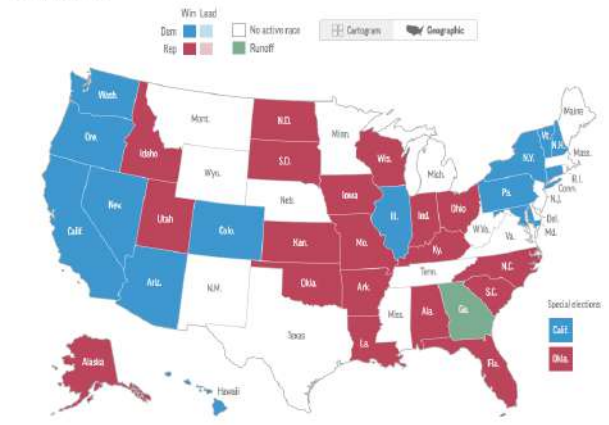 Win Lead
Dem
Rep
No active race
Runoff
Cartogram
Geographic
Wash.
Mont.
N.D.
Minn.
Maine
Ore.
Idaho
S.D.
Wis.
Vt.
N.H.
Wyo.
Mich.
N.Y.
Mass.
R.I.
Conn.
Nev.
Utah
Neb.
Iowa
Ill.
Ind.
Ohio
Pa.
N.J.
Del.
Md.
Calif.
Colo.
Kan.
Mo.
Ky.
W.Va.
Va.
Ariz.
N.M.
Okla.
Ark.
Tenn.
N.C.
S.C.
Texas
La.
Miss.
Ala.
Ga.
Fla.
Alaska
Hawaii
Special elections
Calif.
Okla.